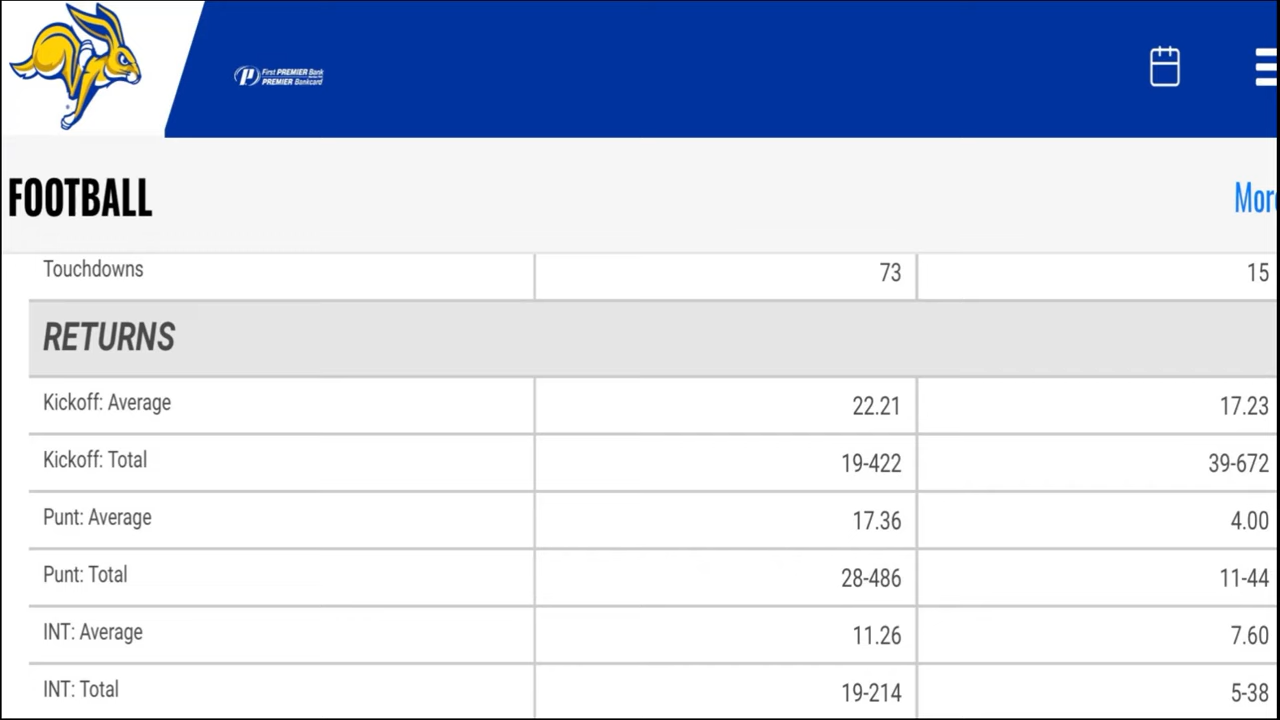 First PREMIER Bank
PREMIER Bankcard
FOOTBALL
More
Touchdowns 73 15
RETURNS
Kickoff: Average 22.21 17.23
Kickoff: Total 19-422 39-672
Punt: Average 17.36 4.00
Punt: Total 28-486 11-44
INT: Average 11.26 7.60
INT: Total 19-214 5-38